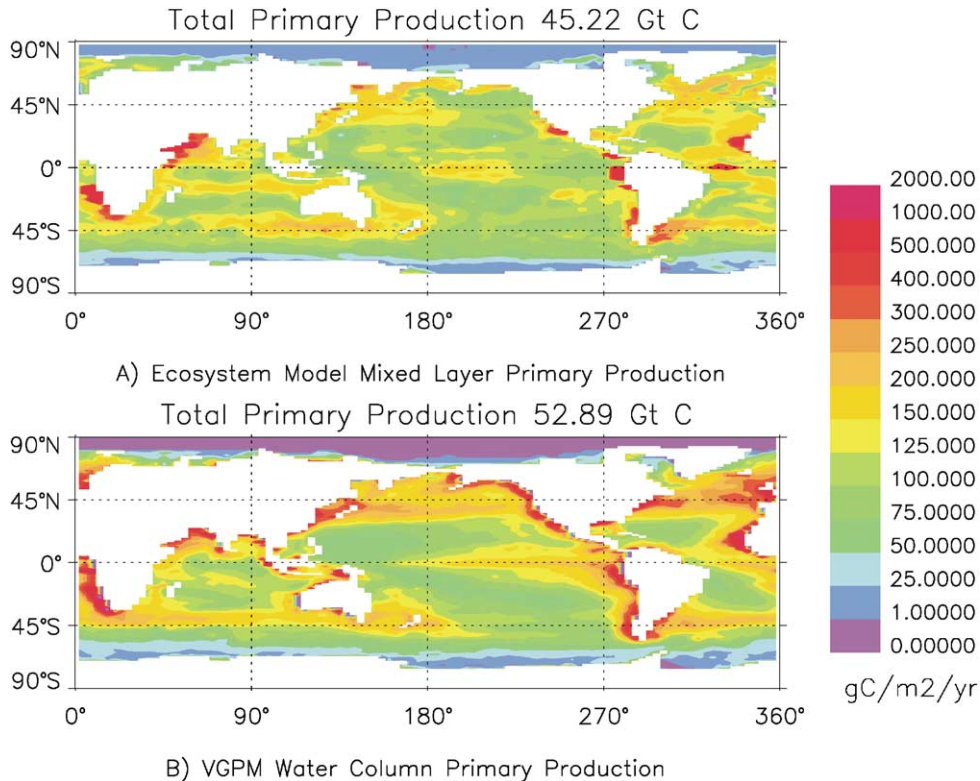 Total Primary Production 45.22 Gt C
90°N
45°N
0°
45°S
90°S
0° 90° 180° 270° 360°
A) Ecosystem Model Mixed Layer Primary Production
Total Primary Production 52.89 Gt C
90°N
45°N
0°
45°S
90°S
0° 90° 180° 270° 360°
B) VGPM Water Column Primary Production
2000.00
1000.00
500.000
400.000
300.000
250.000
200.000
150.000
125.000
100.000
75.0000
50.0000
25.0000
1.00000
0.00000
gC/m2/yr